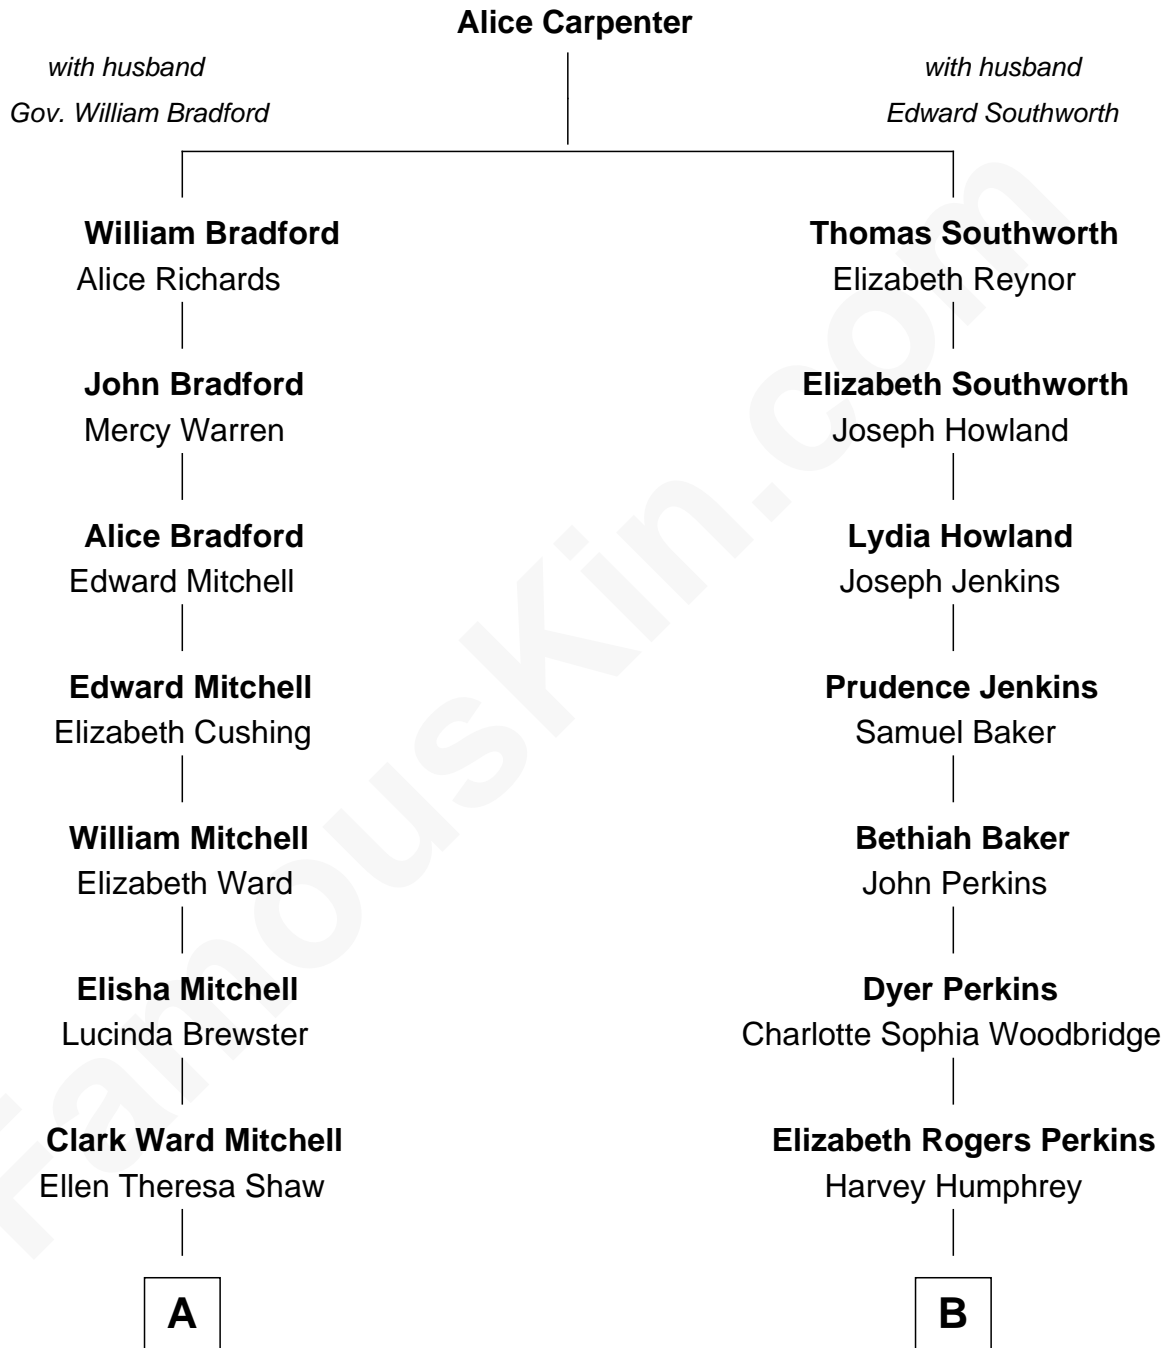 Alice Carpenter
with husband
Gov. William Bradford
with husband
Edward Southworth
William Bradford
Alice Richards
Thomas Southworth
Elizabeth Reynor
John Bradford
Mercy Warren
Elizabeth Southworth
Joseph Howland
Alice Bradford
Edward Mitchell
Lydia Howland
Joseph Jenkins
Edward Mitchell
Elizabeth Cushing
Prudence Jenkins
Samuel Baker
William Mitchell
Elizabeth Ward
Bethiah Baker
John Perkins
Elisha Mitchell
Lucinda Brewster
Dyer Perkins
Charlotte Sophia Woodbridge
Clark Ward Mitchell
Ellen Theresa Shaw
Elizabeth Rogers Perkins
Harvey Humphrey
A
B
FamousKin.com